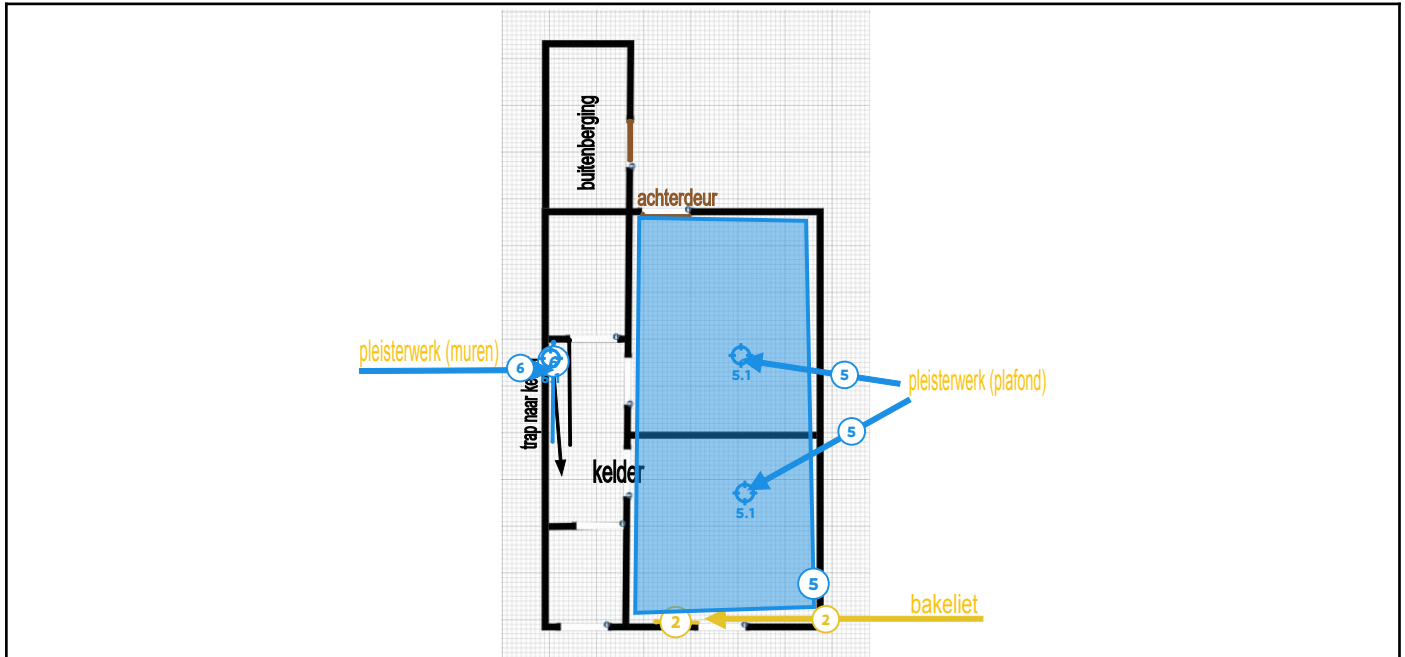 buitenberging
achterdeur
pleisterwerk (muren)
6
6
trap naar ke
5.1
5
pleisterwerk (plafond)
5
kelder
5.1
5
bakeliet
2
2